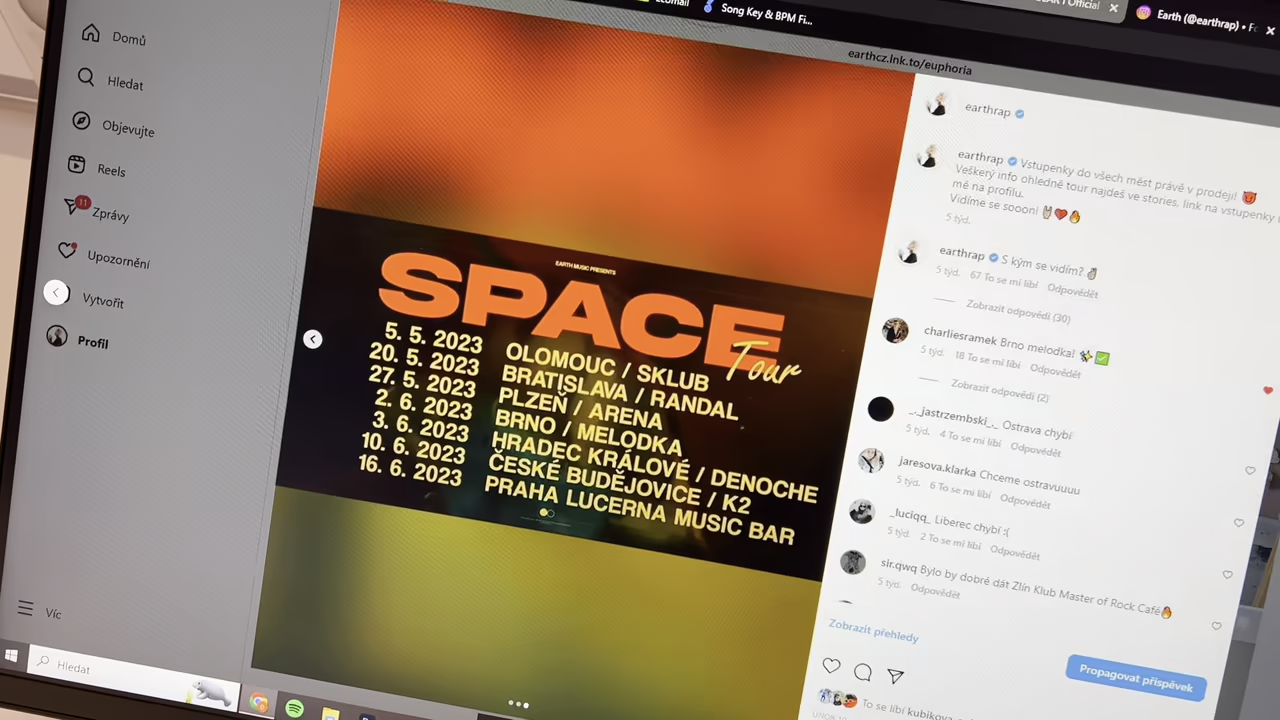 Song Key & BPM Fi...
Official
Earth (@earthrap) •
earthcz.lnk.to/euphoria
Domů
Hledat
Objevujte
Reels
11
Zprávy
Upozornění
Vytvořit
Profil
Víc
Hledat
EARTH MUSIC PRESENTS
SPACE
Tour
5. 5. 2023 OLOMOUC / SKLUB
20. 5. 2023 BRATISLAVA / RANDAL
27. 5. 2023 PLZEŇ / ARENA
2. 6. 2023 BRNO / MELODKA
3. 6. 2023 HRADEC KRÁLOVÉ / DENOCHE
10. 6. 2023 ČESKÉ BUDĚJOVICE / K2
16. 6. 2023 PRAHA LUCERNA MUSIC BAR
earthrap
earthrap Vstupenky do všech měst právě v prodeji! 😈
Veškerý info ohledně tour najdeš ve stories, link na vstupenky
mé na profilu.
Vidíme se soooni ✌🏻❤️🔥
5 týd.
earthrap S kým se vidím? ✌🏻
5 týd. 67 To se mi líbí Odpovědět
Zobrazit odpovědi (30)
charliesramek Brno melodka! ✅
5 týd. 18 To se mi líbí Odpovědět
Zobrazit odpovědi (2)
_._jastrzembski_._ Ostrava chybí
5 týd. 4 To se mi líbí Odpovědět
jaresova.klarka Chceme ostravuuuu
5 týd. 6 To se mi líbí Odpovědět
_luciqq_ Liberec chybí :(
5 týd. 2 To se mi líbí Odpovědět
sir.qwq Bylo by dobré dát Zlín Klub Master of Rock Café🔥
5 týd. Odpovědět
Zobrazit přehledy
Propagovat příspěvek
To se líbí